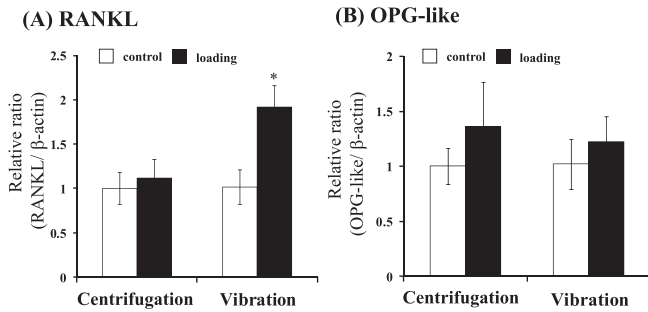 (A) RANKL
control loading
Relative ratio
(RANKL/ β-actin)
2.5
2
1.5
1
0.5
0
*
Centrifugation Vibration
(B) OPG-like
control loading
Relative ratio
(OPG-like/ β-actin)
2
1.5
1
0.5
0
Centrifugation Vibration